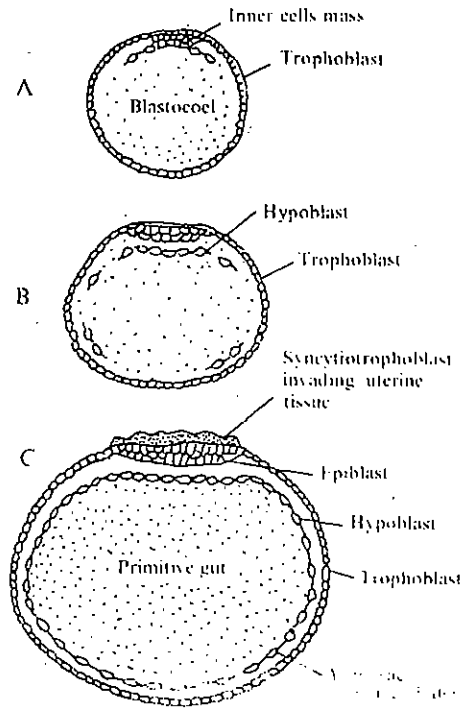 Inner cells mass
Trophoblast
A
Blastocoel
Hypoblast
Trophoblast
B
Syncytiotrophoblast
invading uterine
tissue
C
Epiblast
Hypoblast
Primitive gut
Trophoblast